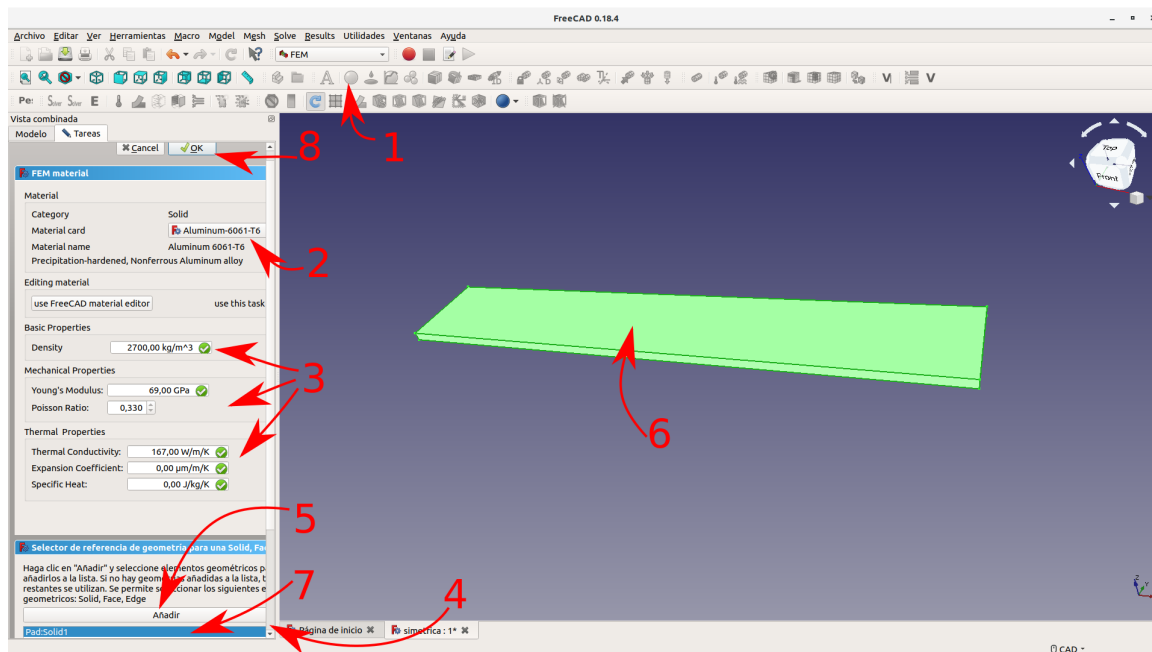 FreeCAD 0.18.4
Archivo Editar Ver Herramientas Macro Model Mesh Solve Results Utilidades Ventanas Ayuda
FEM
A
V
V
Solver Solver E
Vista combinada
Modelo Tareas
Cancel OK
8
1
FEM material
Material
Category Solid
Material card Aluminum-6061-T6
Material name Aluminum 6061-T6
Precipitation-hardened, Nonferrous Aluminum alloy
2
Editing material
use FreeCAD material editor use this task
Basic Properties
Density 2700,00 kg/m^3
Mechanical Properties
3
Young's Modulus: 69,00 GPa
Poisson Ratio: 0,330
Thermal Properties
6
Thermal Conductivity: 167,00 W/m/K
Expansion Coefficient: 0,00 µm/m/K
Specific Heat: 0,00 J/kg/K
5
Selector de referencia de geometría para una Solid, Fac
Haga clic en "Añadir" y seleccione elementos geométricos
añadirlos a la lista. Si no hay añadidas a la lista,
restantes se utilizan. Se permite seleccionar los siguientes e
geometricos: Solid, Face, Edge
7
4
Añadir
Pad:Solid1
Página de inicio simetrica : 1*
Top
Front
Z
Y
CAD